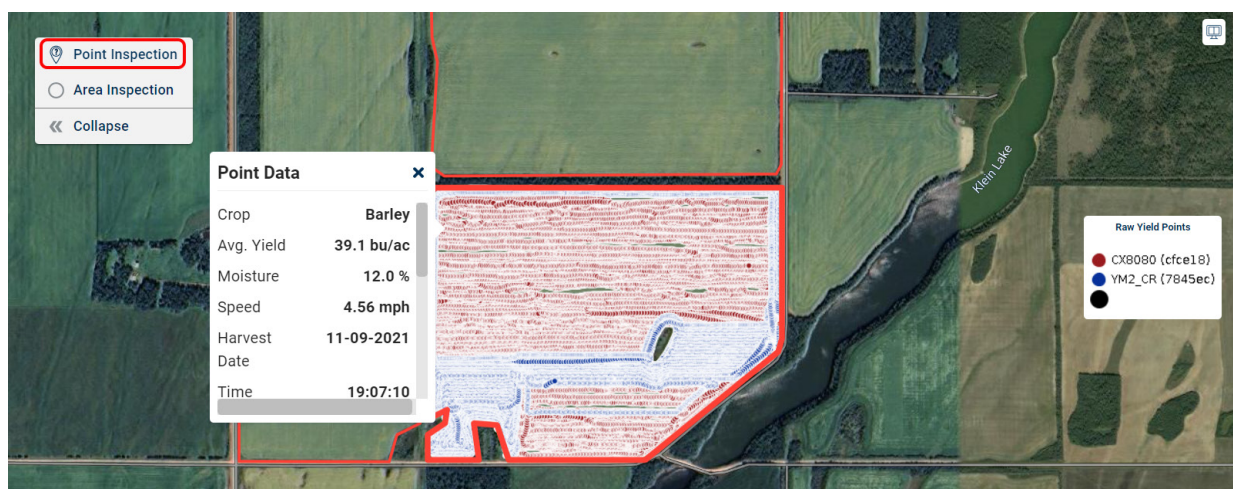 Point Inspection
Area Inspection
Collapse
Point Data
Crop Barley
Avg. Yield 39.1 bu/ac
Moisture 12.0 %
Speed 4.56 mph
Harvest Date 11-09-2021
Time 19:07:10
Klein Lake
Raw Yield Points
CX8080 (cfce18)
YM2_CR (7845ec)